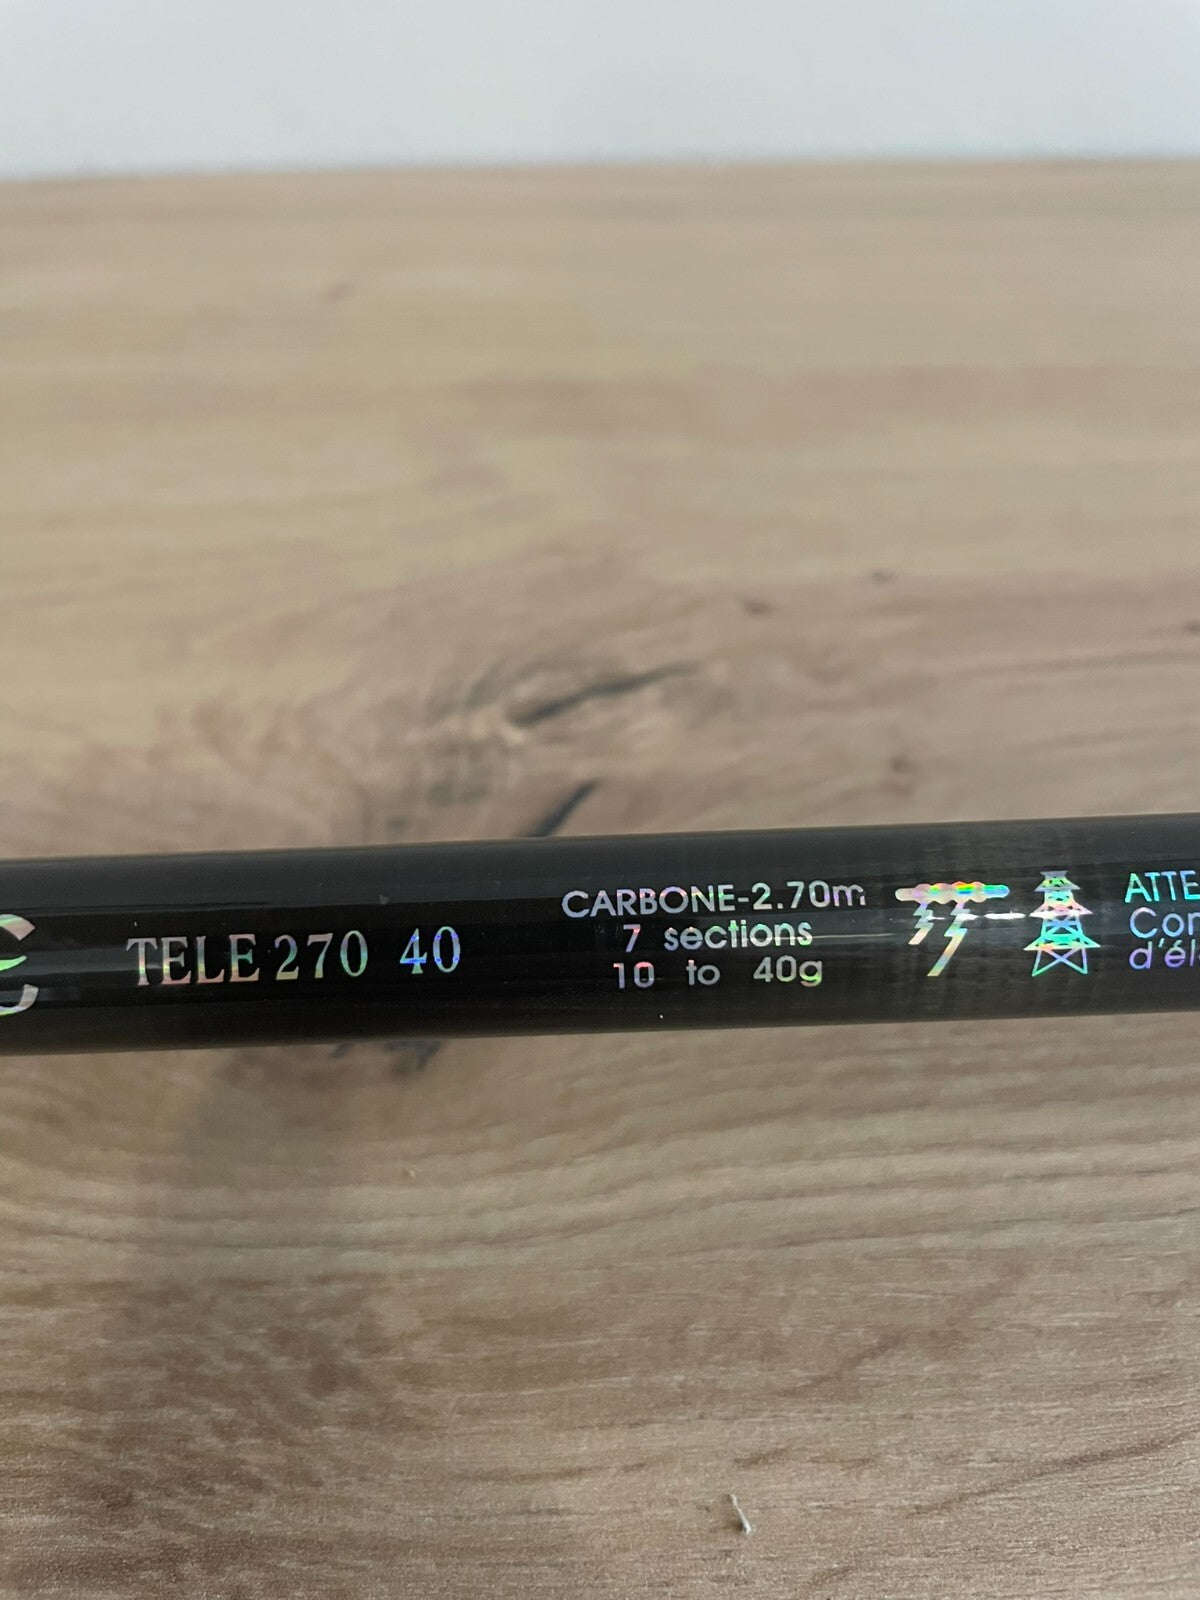 TELE 270 40
CARBONE-2.70m
7 sections
10 to 40g